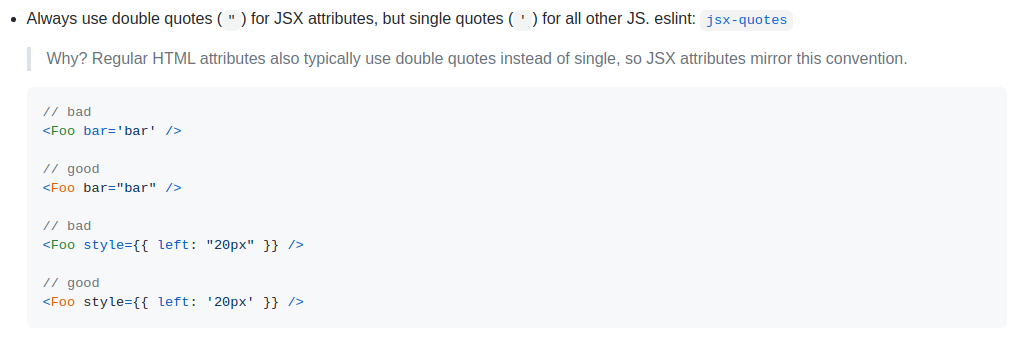 • Always use double quotes ( " ) for JSX attributes, but single quotes ( ' ) for all other JS. eslint: jsx-quotes
Why? Regular HTML attributes also typically use double quotes instead of single, so JSX attributes mirror this convention.
// bad
<Foo bar='bar' />
// good
<Foo bar="bar" />
// bad
<Foo style={{ left: "20px" }} />
// good
<Foo style={{ left: '20px' }} />